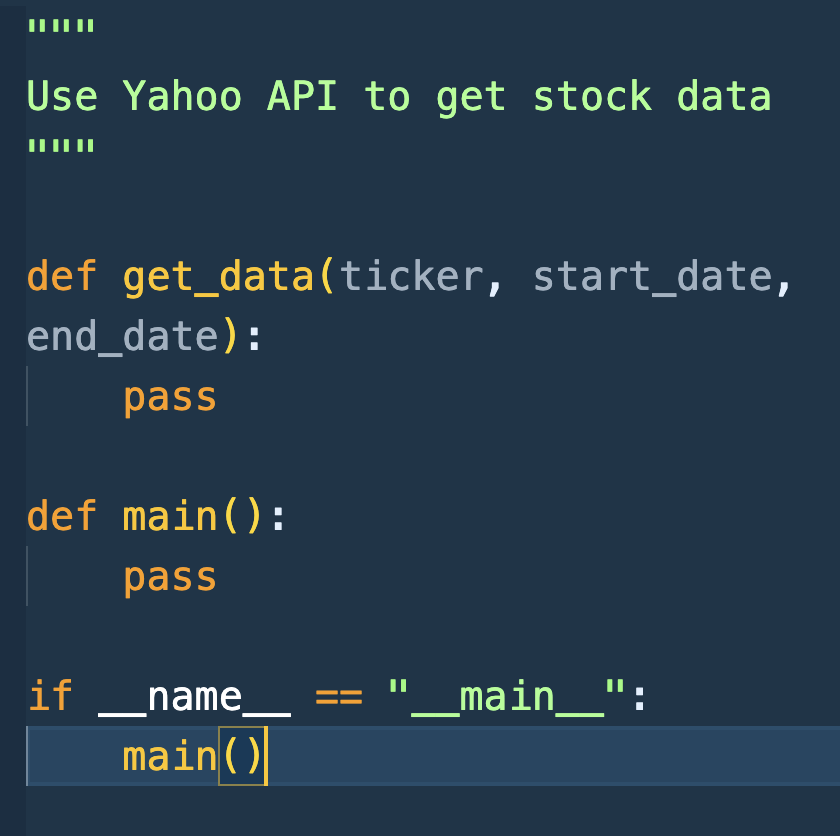 """
Use Yahoo API to get stock data
"""
def get_data(ticker, start_date,
end_date):
    pass
def main():
    pass
if __name__ == "__main__":
    main()